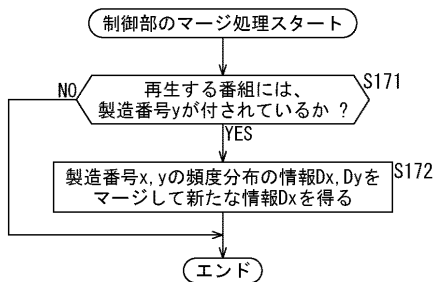 制御部のマージ処理スタート
再生する番組には、
製造番号yが付されているか ?
S171
NO
YES
製造番号x,yの頻度分布の情報Dx,Dyを
マージして新たな情報Dxを得る
S172
エンド